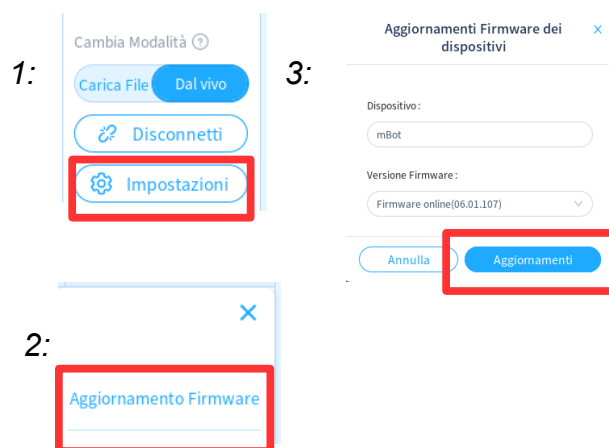 1:
Cambia Modalità ?
Carica File
Dal vivo
Disconnetti
Impostazioni
2:
Aggiornamento Firmware
3:
Aggiornamenti Firmware dei
dispositivi
Dispositivo :
mBot
Versione Firmware :
Firmware online(06.01.107)
Annulla
Aggiornamenti